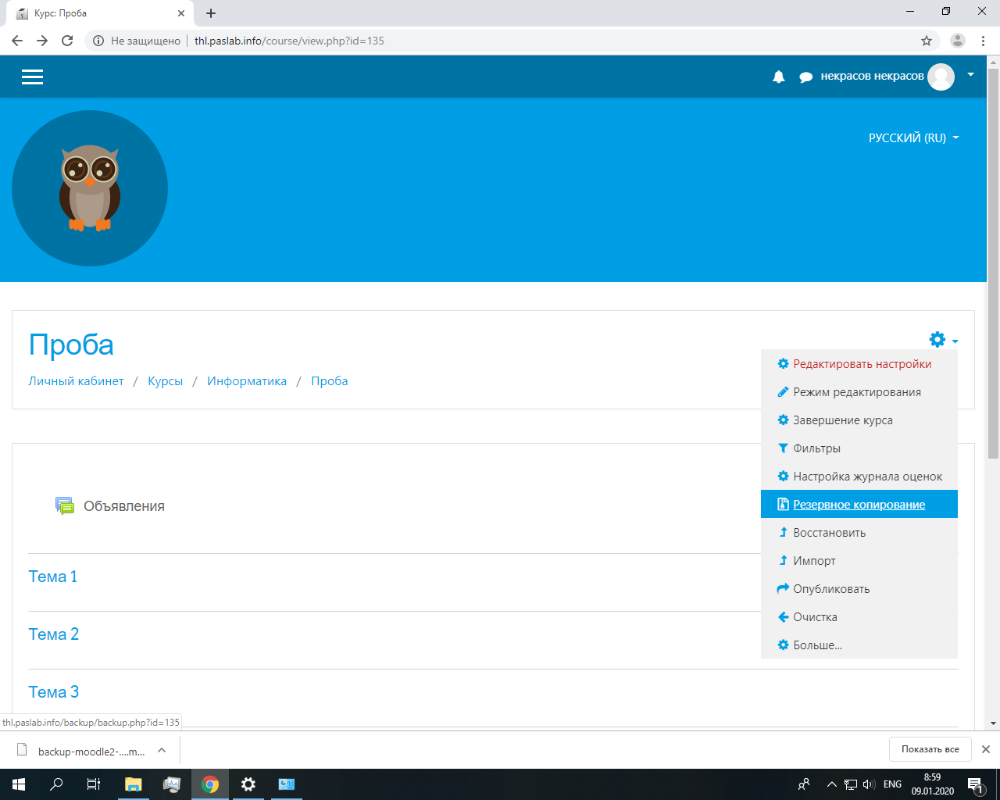 Курс: Проба
Не защищено
thl.paslab.info/course/view.php?id=135
некрасов некрасов
РУССКИЙ (RU)
Проба
Личный кабинет / Курсы / Информатика / Проба
Редактировать настройки
Режим редактирования
Завершение курса
Фильтры
Настройка журнала оценок
Резервное копирование
Восстановить
Импорт
Опубликовать
Очистка
Больше...
Объявления
Тема 1
Тема 2
Тема 3
thl.paslab.info/backup/backup.php?id=135
backup-moodle2-....m...
Показать все
ENG
8:59
09.01.2020
1